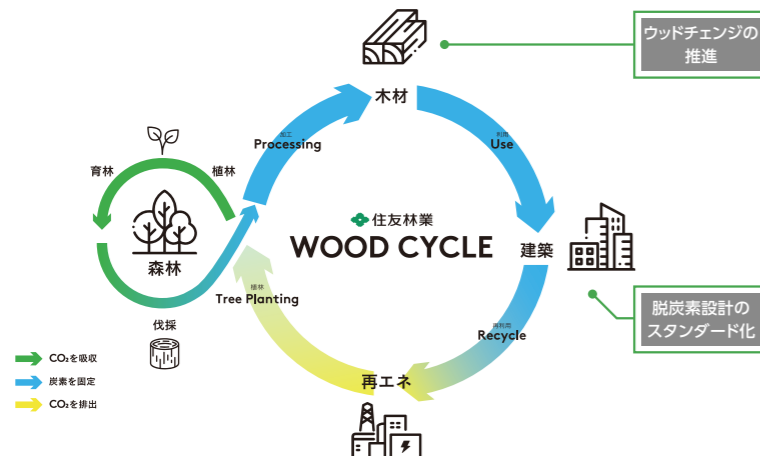 ウッドチェンジの
推進
木材
加工
Processing
利用
Use
育林
植林
森林
住友林業
WOOD CYCLE
建築
植林
Tree Planting
伐採
再利用
Recycle
脱炭素設計の
スタンダード化
再エネ
CO₂を吸収
炭素を固定
CO₂を排出